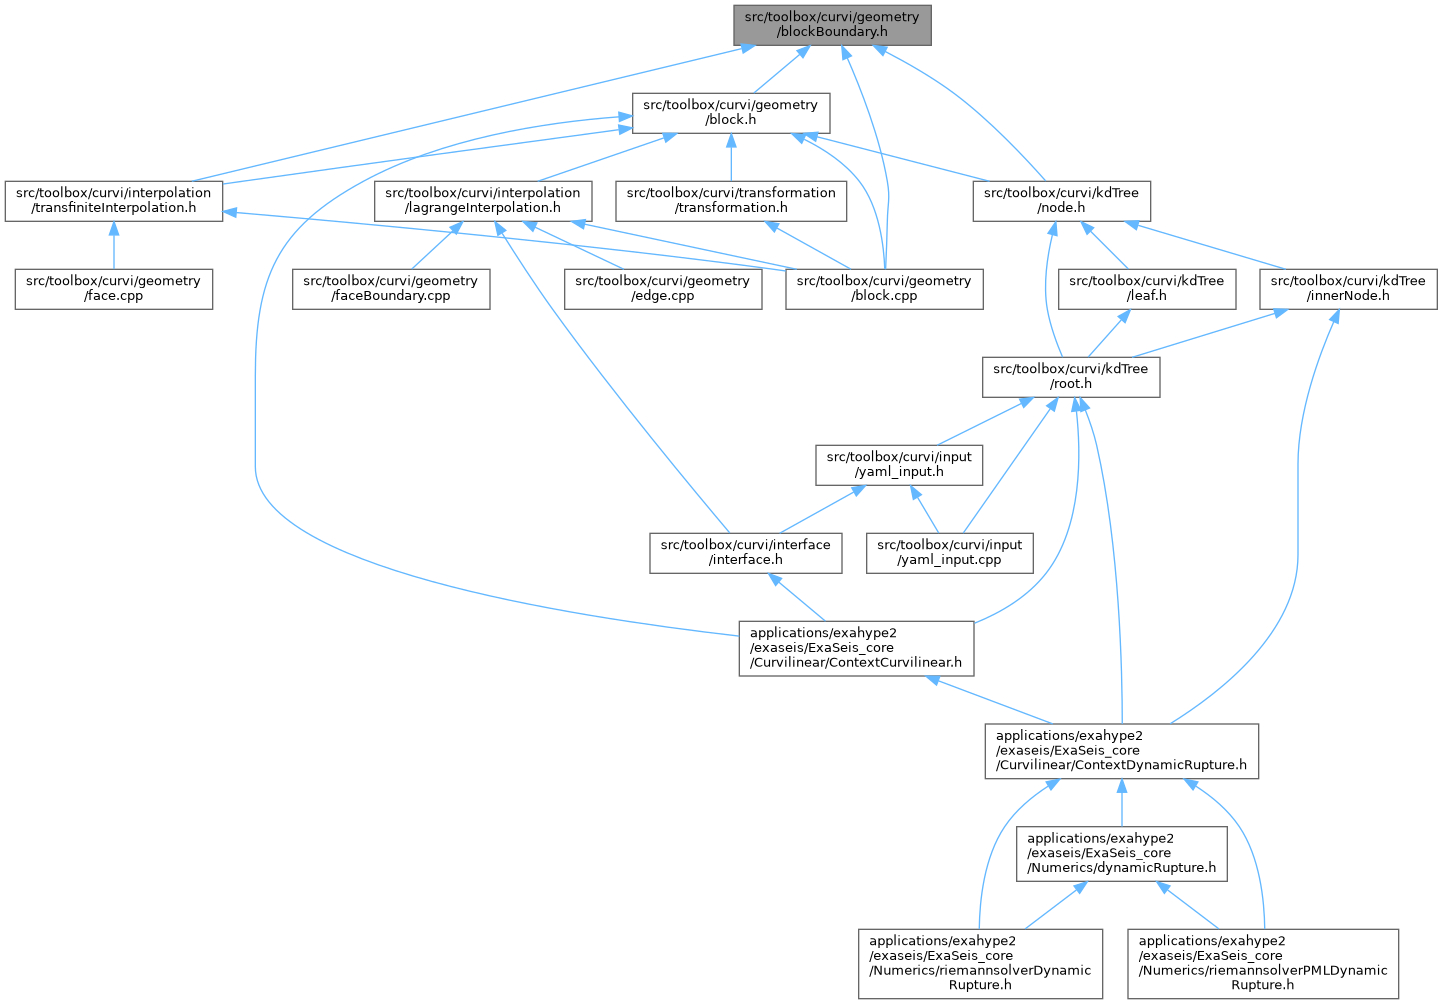 src/toolbox/curvi/geometry
/blockBoundary.h
src/toolbox/curvi/geometry
/block.h
src/toolbox/curvi/interpolation
/transfiniteInterpolation.h
src/toolbox/curvi/interpolation
/lagrangeInterpolation.h
src/toolbox/curvi/transformation
/transformation.h
src/toolbox/curvi/kdTree
/node.h
src/toolbox/curvi/geometry
/face.cpp
src/toolbox/curvi/geometry
/faceBoundary.cpp
src/toolbox/curvi/geometry
/edge.cpp
src/toolbox/curvi/geometry
/block.cpp
src/toolbox/curvi/kdTree
/leaf.h
src/toolbox/curvi/kdTree
/innerNode.h
src/toolbox/curvi/kdTree
/root.h
src/toolbox/curvi/input
/yaml_input.h
src/toolbox/curvi/interface
/interface.h
src/toolbox/curvi/input
/yaml_input.cpp
applications/exahype2
/exaseis/ExaSeis_core
/Curvilinear/ContextCurvilinear.h
applications/exahype2
/exaseis/ExaSeis_core
/Curvilinear/ContextDynamicRupture.h
applications/exahype2
/exaseis/ExaSeis_core
/Numerics/dynamicRupture.h
applications/exahype2
/exaseis/ExaSeis_core
/Numerics/riemannsolverDynamic
Rupture.h
applications/exahype2
/exaseis/ExaSeis_core
/Numerics/riemannsolverPMLDynamic
Rupture.h